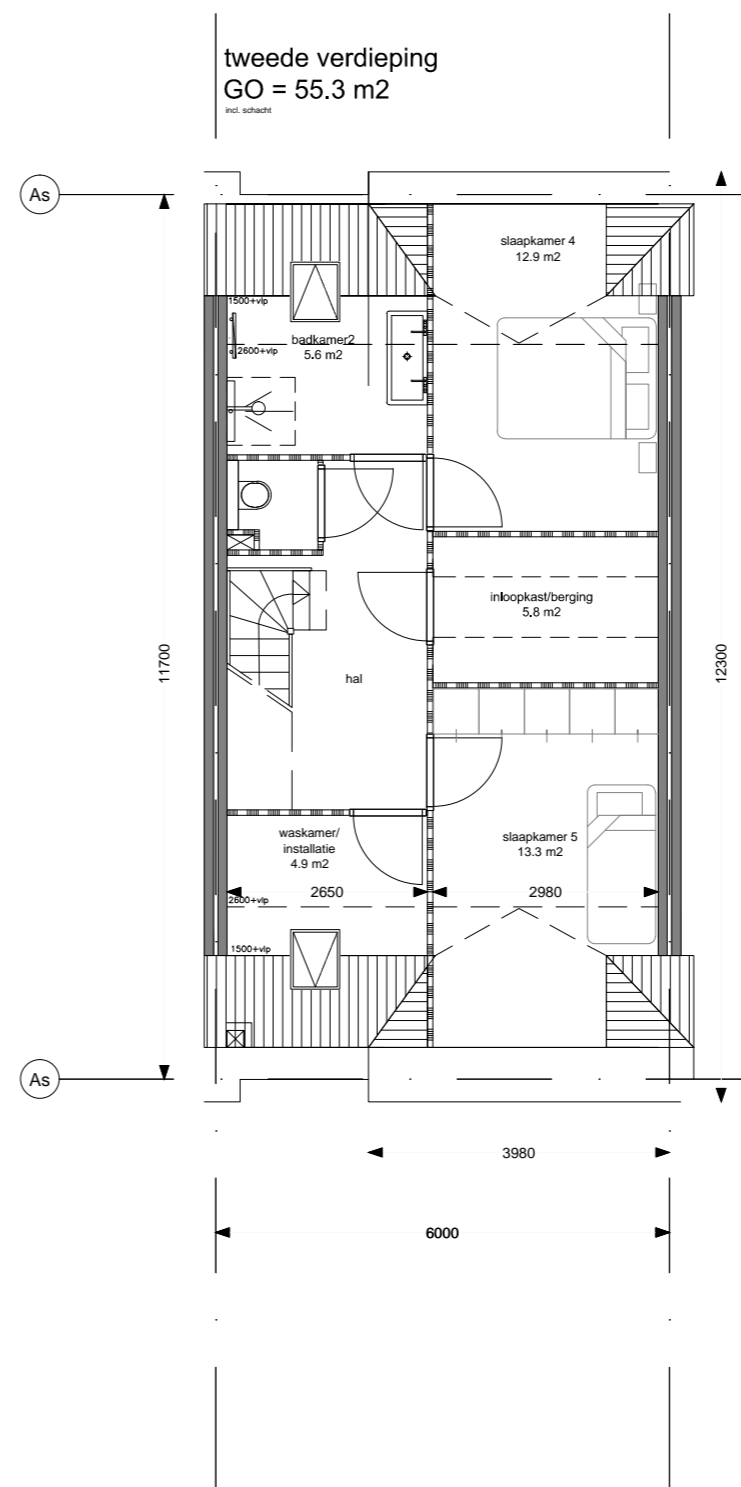 tweede verdieping
GO = 55.3 m2
incl. schacht
As
slaapkamer 4
12.9 m2
1500+vlp
badkamer2
5.6 m2
2600+vlp
inloopkast/berging
5.8 m2
11700
12300
hal
waskamer/
installatie
4.9 m2
slaapkamer 5
13.3 m2
2650
2980
2600+vlp
1500+vlp
As
3980
6000